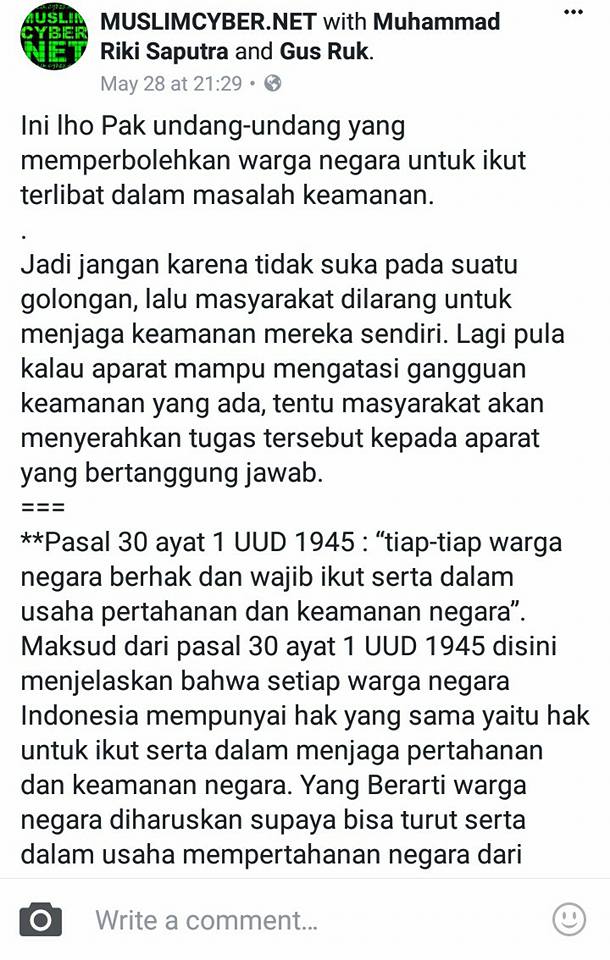 MUSLIM
CYBER
NET
MUSLIMCYBER.NET with Muhammad
Riki Saputra and Gus Ruk.
May 28 at 21:29 •
Ini lho Pak undang-undang yang
memperbolehkan warga negara untuk ikut
terlibat dalam masalah keamanan.
.
Jadi jangan karena tidak suka pada suatu
golongan, lalu masyarakat dilarang untuk
menjaga keamanan mereka sendiri. Lagi pula
kalau aparat mampu mengatasi gangguan
keamanan yang ada, tentu masyarakat akan
menyerahkan tugas tersebut kepada aparat
yang bertanggung jawab.
===
**Pasal 30 ayat 1 UUD 1945 : “tiap-tiap warga
negara berhak dan wajib ikut serta dalam
usaha pertahanan dan keamanan negara”.
Maksud dari pasal 30 ayat 1 UUD 1945 disini
menjelaskan bahwa setiap warga negara
Indonesia mempunyai hak yang sama yaitu hak
untuk ikut serta dalam menjaga pertahanan
dan keamanan negara. Yang Berarti warga
negara diharuskan supaya bisa turut serta
dalam usaha mempertahanan negara dari
Write a comment...